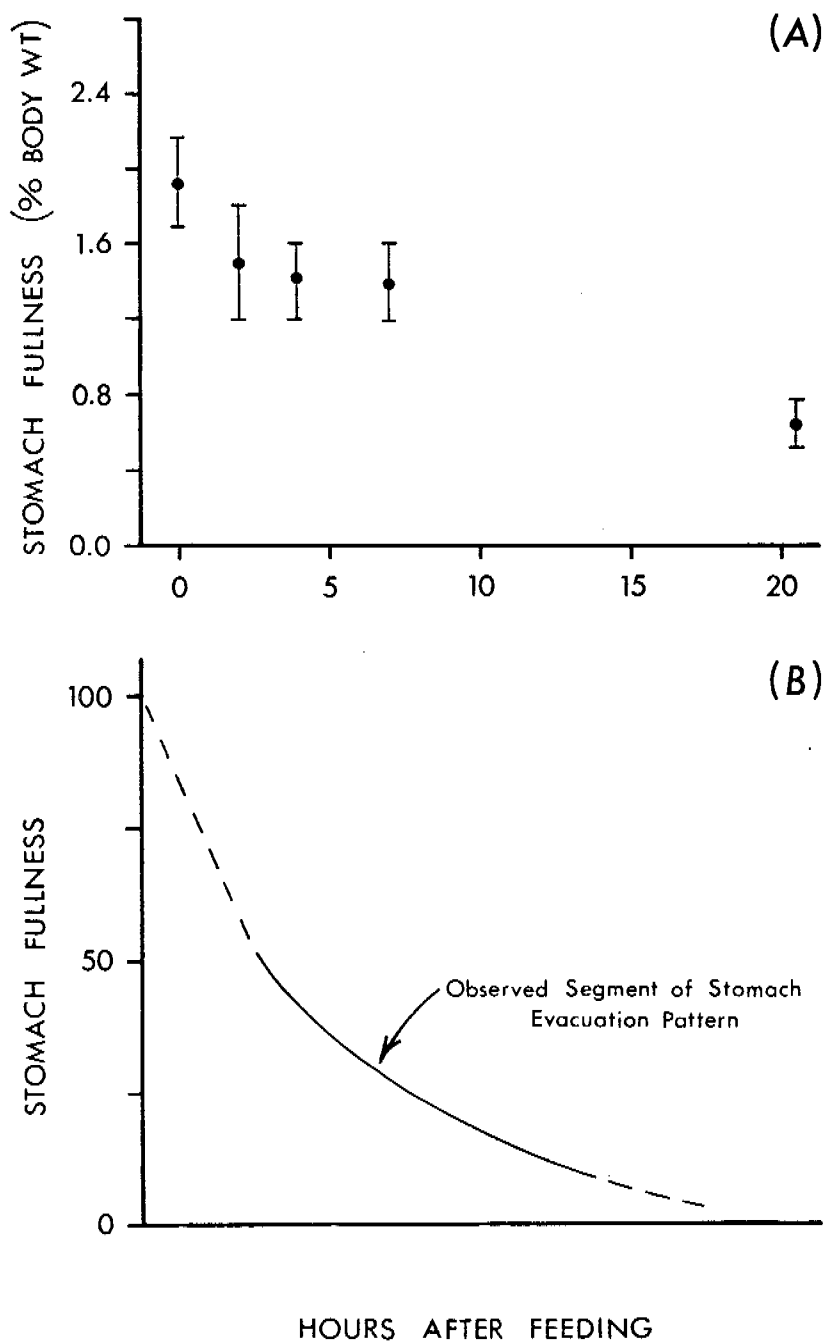 (A)
STOMACH FULLNESS (% BODY WT)
2.4
1.6
0.8
0.0
0 5 10 15 20
(B)
STOMACH FULLNESS
100
50
0
Observed Segment of Stomach
Evacuation Pattern
HOURS AFTER FEEDING